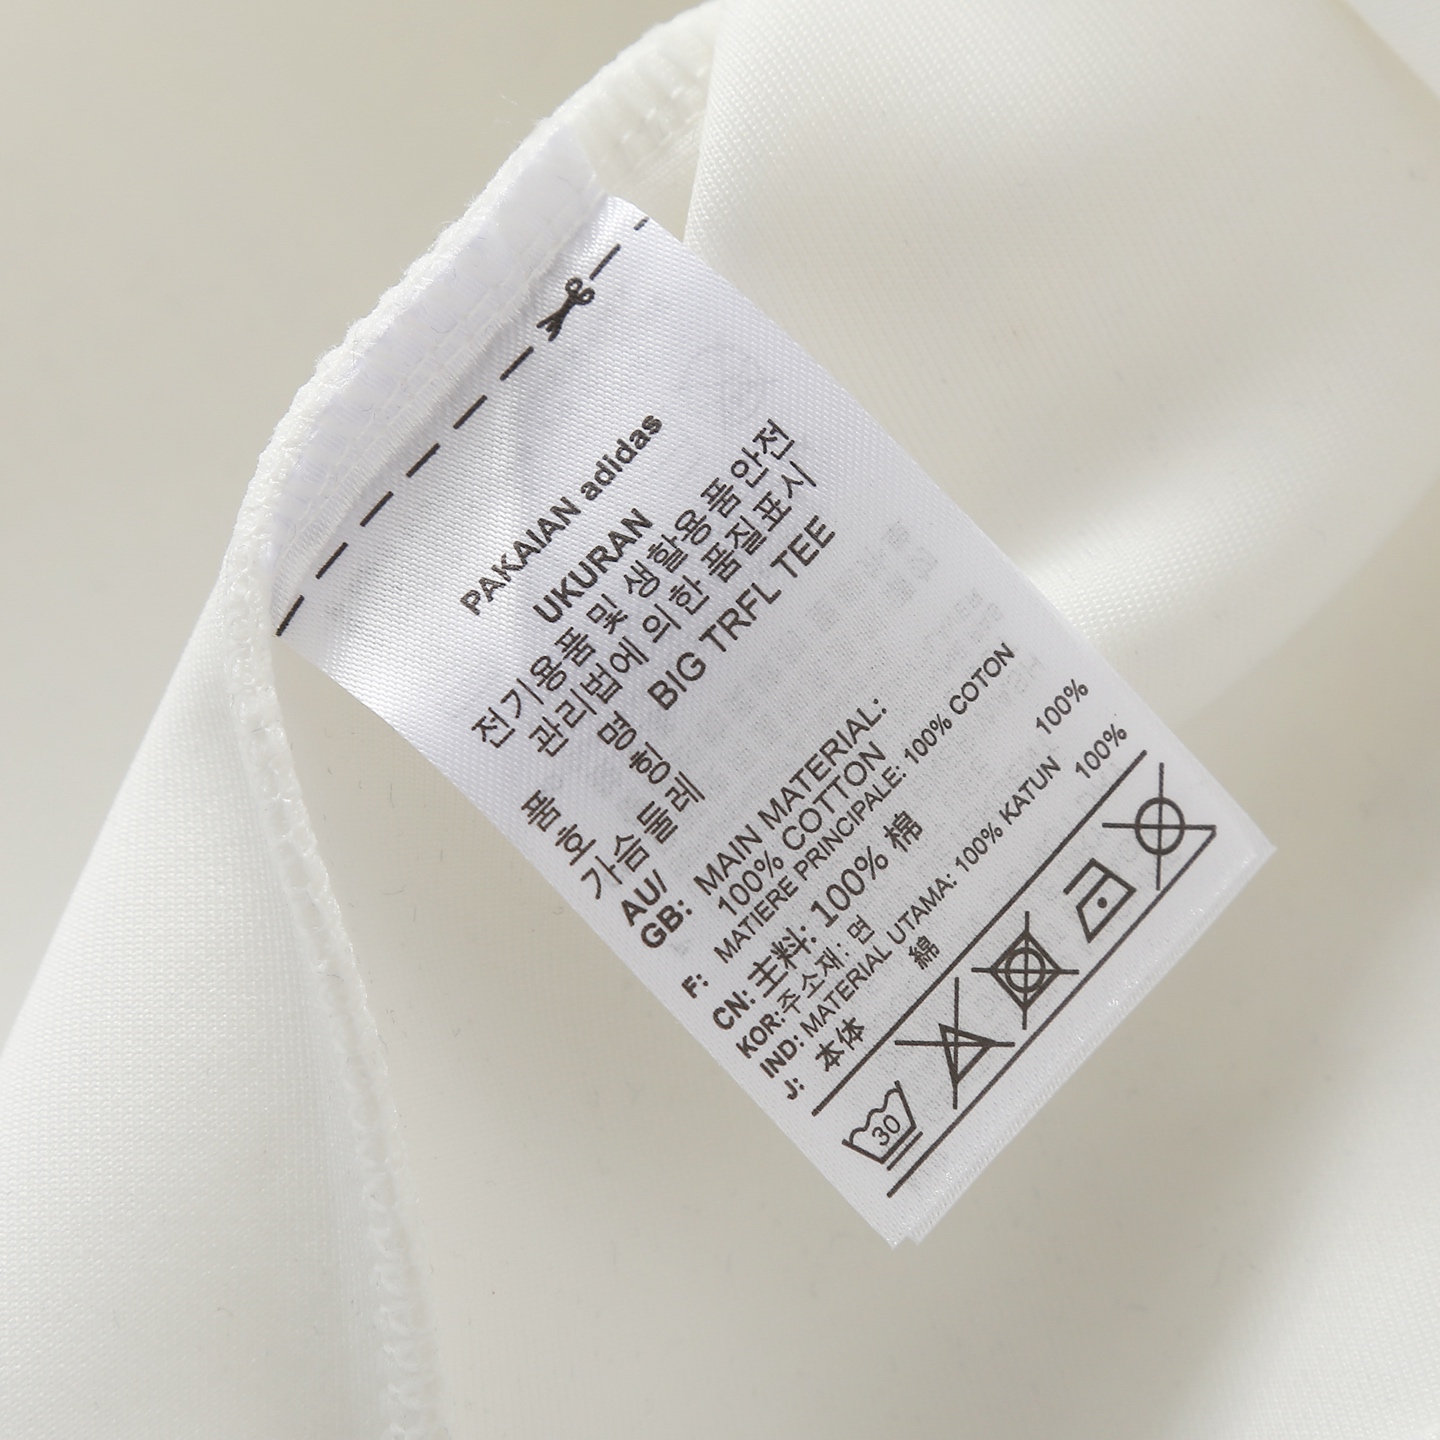 PAKAIAN adidas
UKURAN
전기용품 및 생활용품안전
관리법에 의한 품질표시
품 명 BIG TRFL TEE
호 칭
가슴둘레
AU/
GB: MAIN MATERIAL:
100% COTTON
F: MATIERE PRINCIPALE: 100% COTON
CN: 主料: 100% 棉
KOR: 주소재: 면 100%
IND: MATERIAL UTAMA: 100% KATUN
J: 本体 綿 100%
30